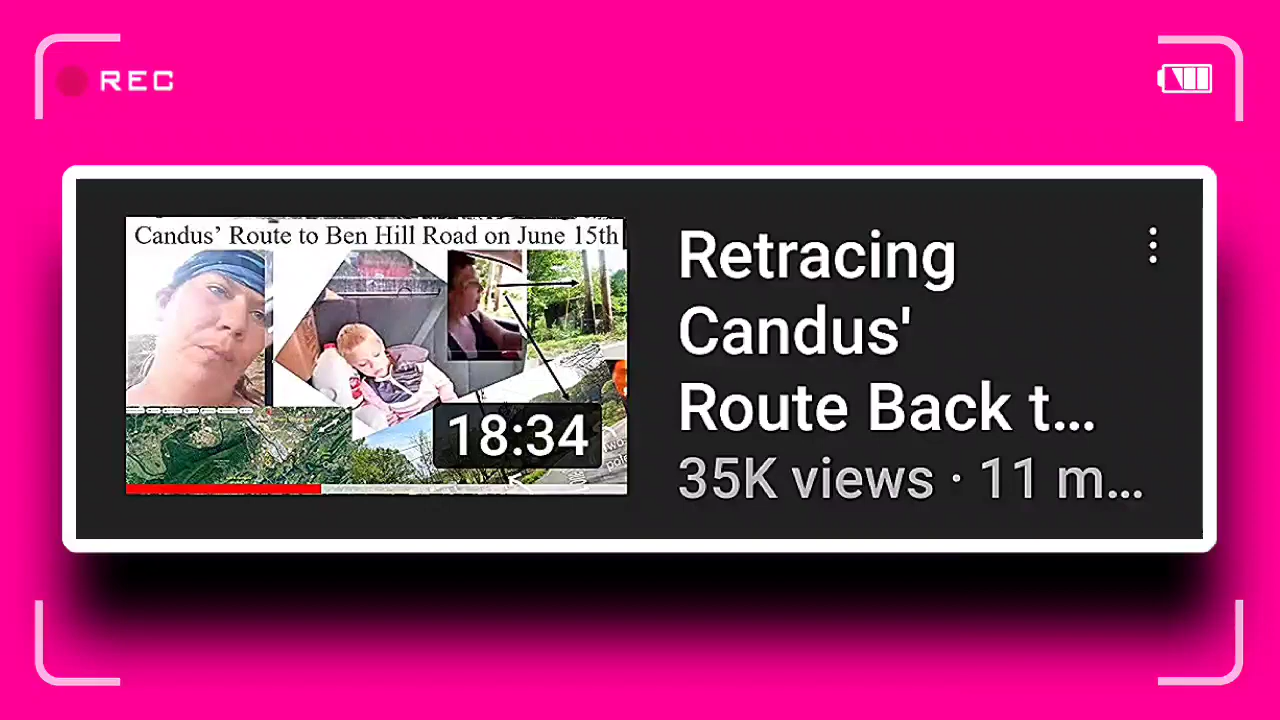 REC
Candus’ Route to Ben Hill Road on June 15th
18:34
Retracing
Candus'
Route Back t...
35K views · 11 m...